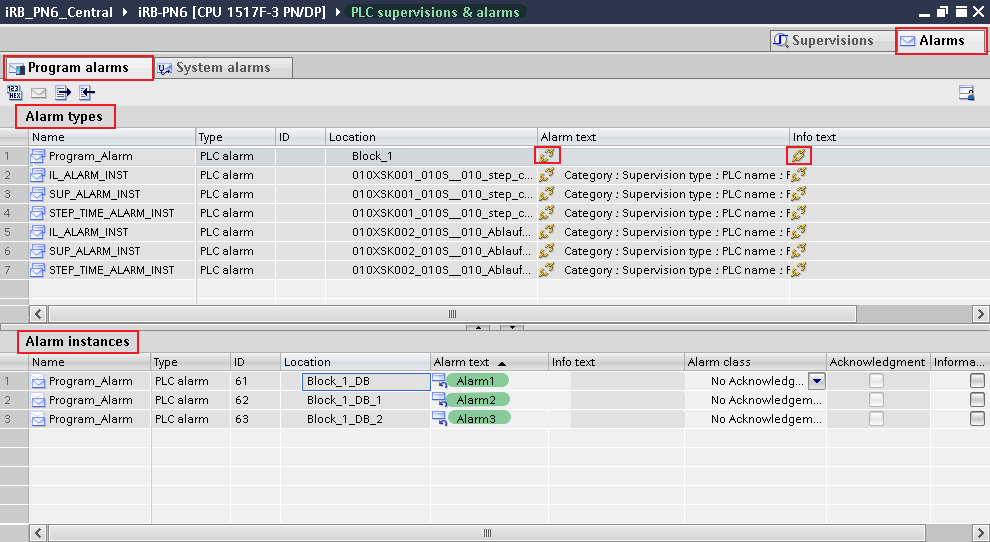 iRB_PN6_Central iRB-PN6 [CPU 1517F-3 PN/DP] PLC supervisions & alarms
Supervisions Alarms
Program alarms System alarms
Alarm types
Name Type ID Location Alarm text Info text
1 Program_Alarm PLC alarm Block_1
2 IL_ALARM_INST PLC alarm 010XSK001_010S__010_step_c... Category : Supervision type : PLC name : F
3 SUP_ALARM_INST PLC alarm 010XSK001_010S__010_step_c... Category : Supervision type : PLC name : F
4 STEP_TIME_ALARM_INST PLC alarm 010XSK001_010S__010_step_c... Category : Supervision type : PLC name : F
5 IL_ALARM_INST PLC alarm 010XSK002_010S__010_Ablauf... Category : Supervision type : PLC name : F
6 SUP_ALARM_INST PLC alarm 010XSK002_010S__010_Ablauf... Category : Supervision type : PLC name : F
7 STEP_TIME_ALARM_INST PLC alarm 010XSK002_010S__010_Ablauf... Category : Supervision type : PLC name : F
Alarm instances
Name Type ID Location Alarm text Info text Alarm class Acknowledgment Informa...
1 Program_Alarm PLC alarm 61 Block_1_DB Alarm1 No Acknowledg...
2 Program_Alarm PLC alarm 62 Block_1_DB_1 Alarm2 No Acknowledgem...
3 Program_Alarm PLC alarm 63 Block_1_DB_2 Alarm3 No Acknowledgem...